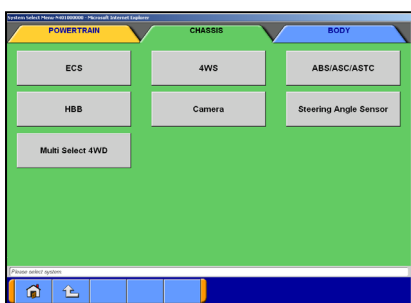 System Select Menu M401000000 - Microsoft Internet Explorer
POWERTRAIN CHASSIS BODY
ECS 4WS ABS/ASC/ASTC
HBB Camera Steering Angle Sensor
Multi Select 4WD
Please select system